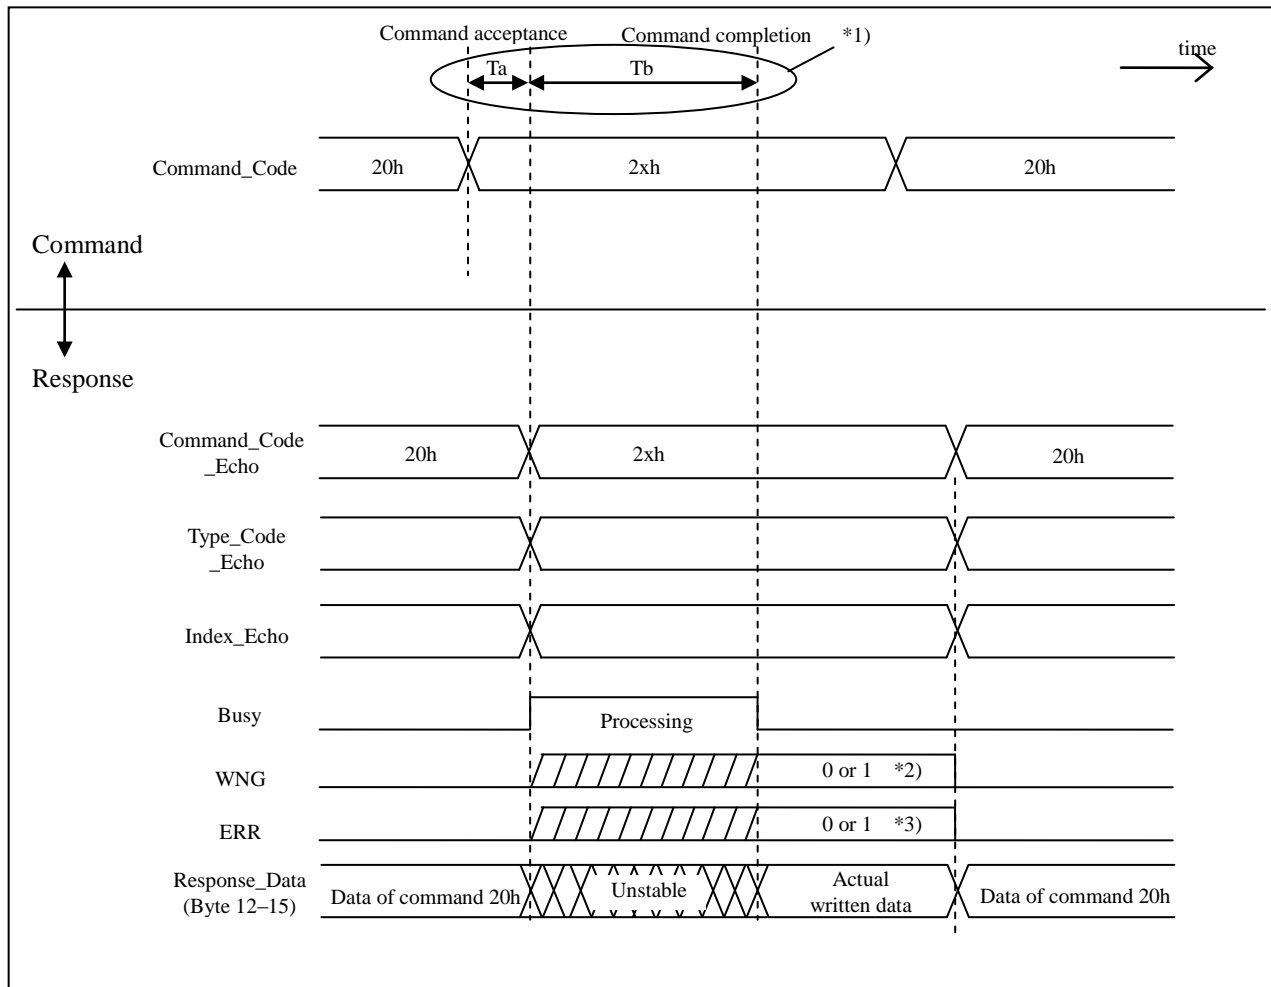 Command acceptance
Command completion
*1)
time
Ta
Tb
Command_Code
20h
2xh
20h
Command
Response
Command_Code
_Echo
20h
2xh
20h
Type_Code
_Echo
Index_Echo
Busy
Processing
WNG
0 or 1 *2)
ERR
0 or 1 *3)
Response_Data
(Byte 12–15)
Data of command 20h
Unstable
Actual
written data
Data of command 20h